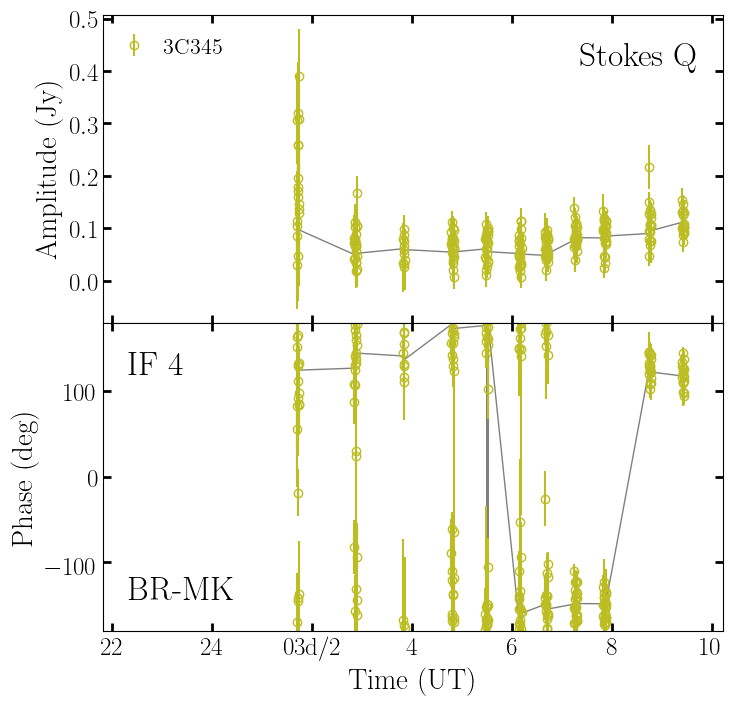 0.5
3C345
Stokes Q
0.4
0.3
0.2
0.1
0.0
Amplitude (Jy)
IF 4
100
0
−100
Phase (deg)
BR-MK
22 24 03d/2 4 6 8 10
Time (UT)